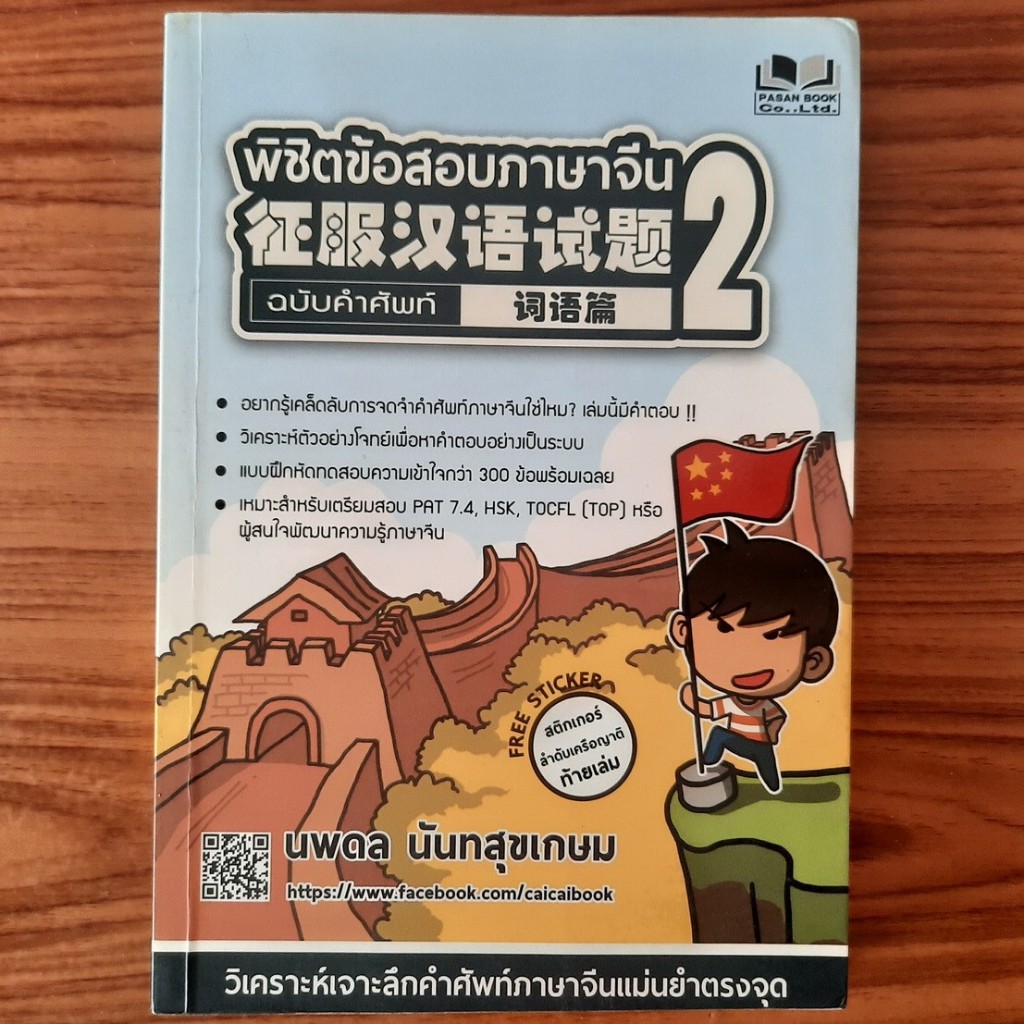 PASAN BOOK
Co.,Ltd.
พิชิตข้อสอบภาษาจีน
征服汉语试题
2
ฉบับคำศัพท์
词语篇
• อยากรู้เคล็ดลับการจดจำคำศัพท์ภาษาจีนใช่ไหม? เล่มนี้มีคำตอบ !!
• วิเคราะห์ตัวอย่างโจทย์เพื่อหาคำตอบอย่างเป็นระบบ
• แบบฝึกหัดทดสอบความเข้าใจกว่า 300 ข้อพร้อมเฉลย
• เหมาะสำหรับเตรียมสอบ PAT 7.4, HSK, TOCFL (TOP) หรือ
ผู้สนใจพัฒนาความรู้ภาษาจีน
FREE STICKER
สติกเกอร์
ลำดับเครือญาติ
ท้ายเล่ม
นพดล นันทสุขเกษม
https://www.facebook.com/caicaibook
วิเคราะห์เจาะลึกคำศัพท์ภาษาจีนแม่นยำตรงจุด